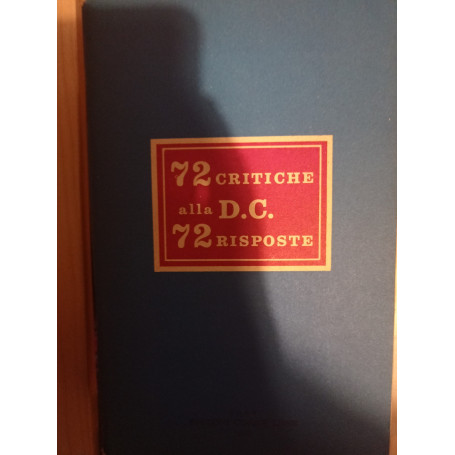 72 CRITICHE
alla D.C.
72 RISPOSTE